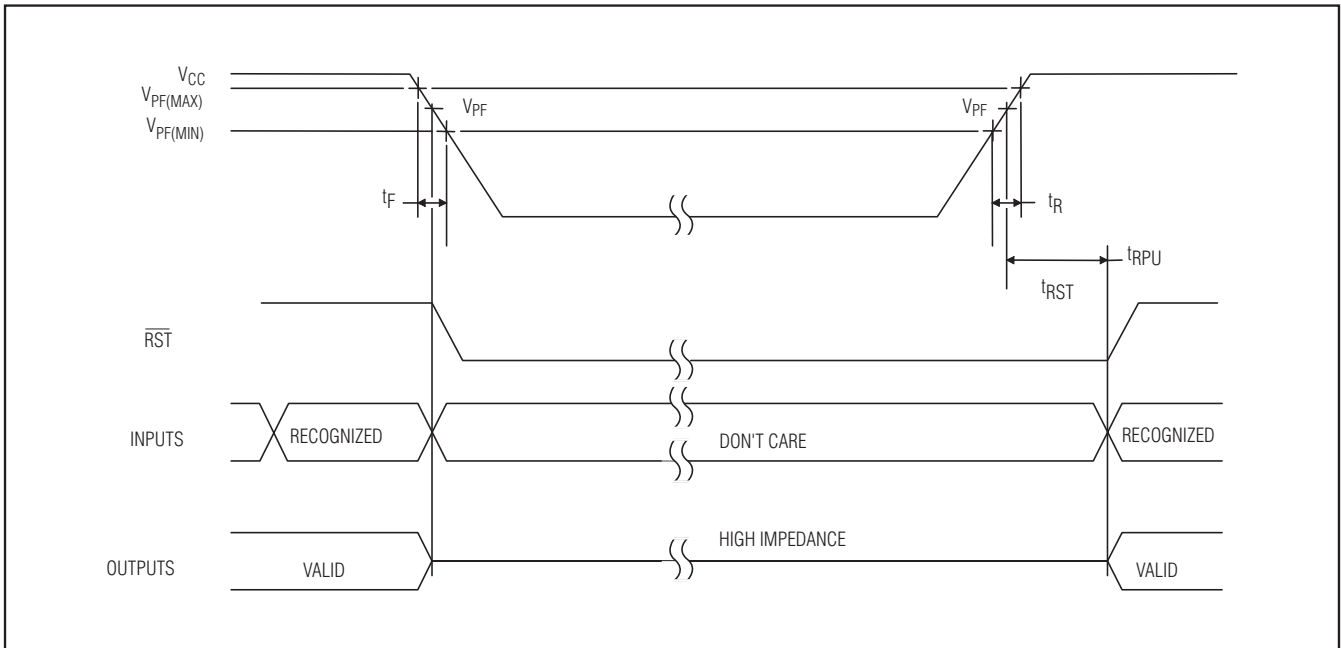 VCC
VPF(MAX)
VPF VPF
VPF(MIN)
tF tR
tRPU
tRST
RST
INPUTS RECOGNIZED DON'T CARE RECOGNIZED
HIGH IMPEDANCE
OUTPUTS VALID VALID